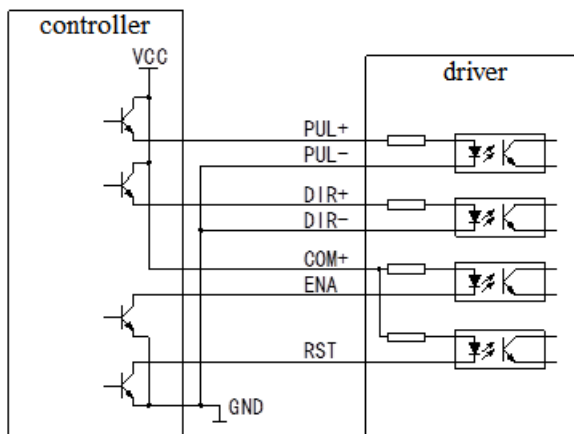 controller
VCC
driver
PUL+
PUL-
DIR+
DIR-
COM+
ENA
RST
GND